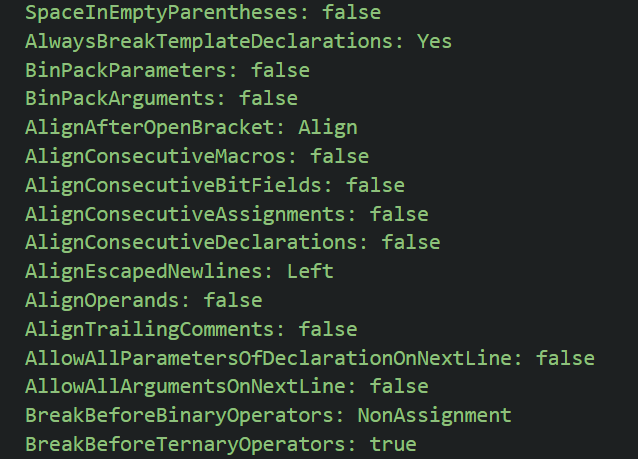 SpaceInEmptyParentheses: false
AlwaysBreakTemplateDeclarations: Yes
BinPackParameters: false
BinPackArguments: false
AlignAfterOpenBracket: Align
AlignConsecutiveMacros: false
AlignConsecutiveBitFields: false
AlignConsecutiveAssignments: false
AlignConsecutiveDeclarations: false
AlignEscapedNewlines: Left
AlignOperands: false
AlignTrailingComments: false
AllowAllParametersOfDeclarationOnNextLine: false
AllowAllArgumentsOnNextLine: false
BreakBeforeBinaryOperators: NonAssignment
BreakBeforeTernaryOperators: true